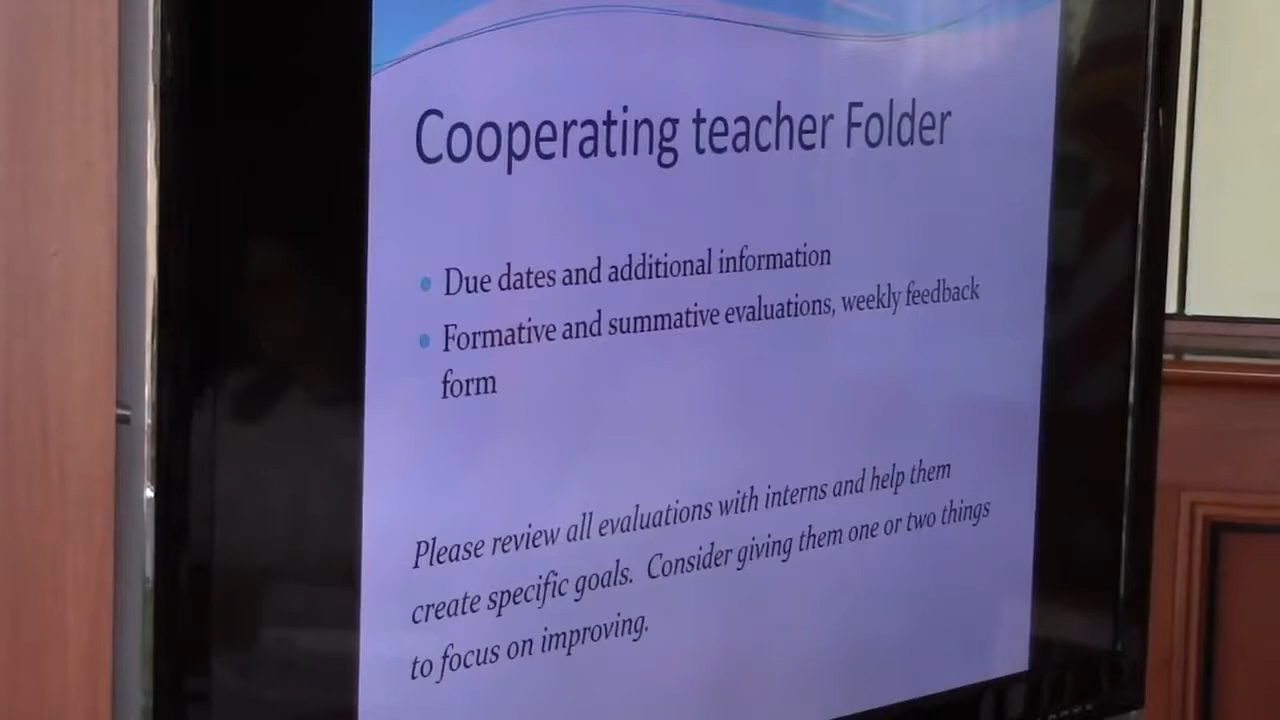 Cooperating teacher Folder
Due dates and additional information
Formative and summative evaluations, weekly feedback
form
Please review all evaluations with interns and help them
create specific goals. Consider giving them one or two things
to focus on improving.